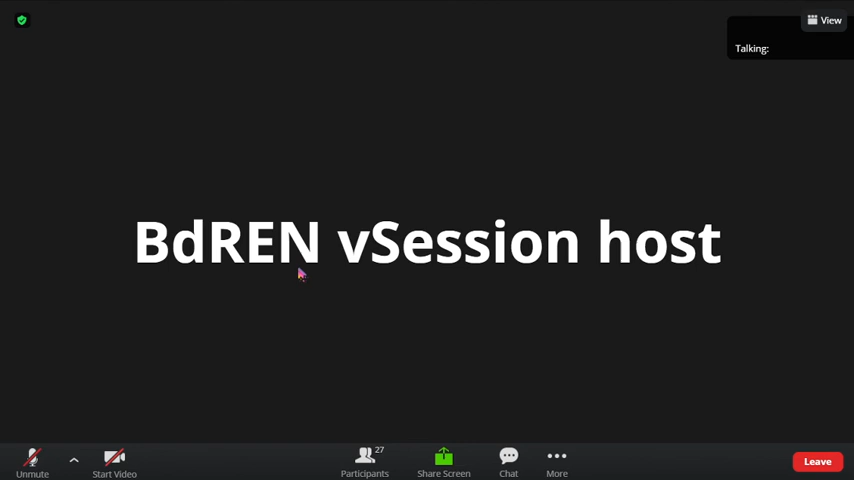 View
Talking:
BdREN vSession host
27
Unmute
Start Video
Participants
Share Screen
Chat
More
Leave